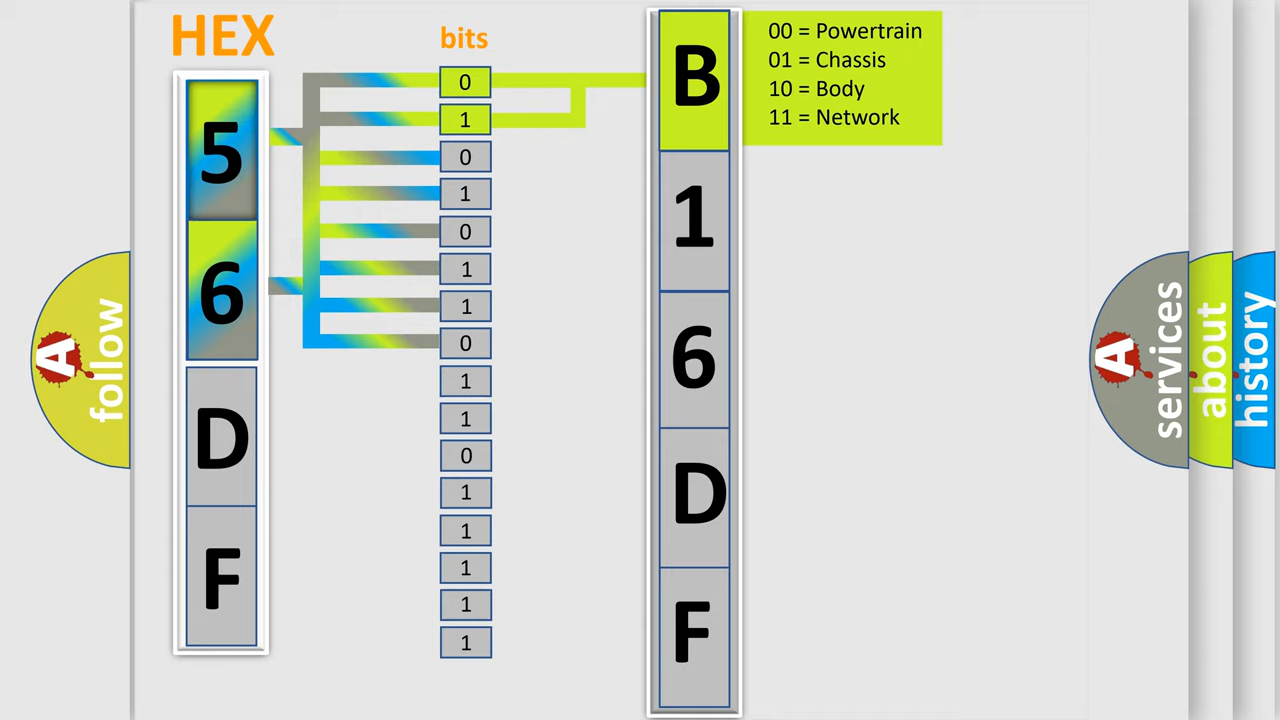 HEX
bits
5
6
D
F
0
1
0
1
0
1
1
0
1
1
0
1
1
1
1
1
B
1
6
D
F
00 = Powertrain
01 = Chassis
10 = Body
11 = Network
A
follow
A
services
about
history